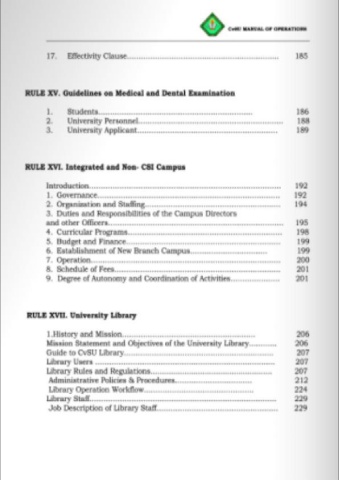 CvSU MANUAL OF OPERATIONS
17. Effectivity Clause.......................................................................... 185
RULE XV. Guidelines on Medical and Dental Examination
1. Students........................................................................... 186
2. University Personnel....................................................................... 188
3. University Applicant.................................................................... 189
RULE XVI. Integrated and Non- CBI Campus
Introduction............................................................................................. 192
1. Governance......................................................................................... 192
2. Organization and Staffing.................................................................. 194
3. Duties and Responsibilities of the Campus Directors
and other Officers.................................................................................. 195
4. Curricular Programs.......................................................................... 198
5. Budget and Finance........................................................................... 199
6. Establishment of New Branch Campus..................................... 199
7. Operation........................................................................................... 200
8. Schedule of Fees................................................................................ 201
9. Degree of Autonomy and Coordination of Activities........................ 201
RULE XVII. University Library
1.History and Mission................................................................. 206
Mission Statement and Objectives of the University Library............. 206
Guide to CvSU Library......................................................................... 207
Library Users ......................................................................................... 207
Library Rules and Regulations........................................................... 207
Administrative Policies & Procedures..................................... 212
Library Operation Workflow..................................................... 224
Library Staff.......................................................................................... 229
Job Description of Library Staff.......................................................... 229